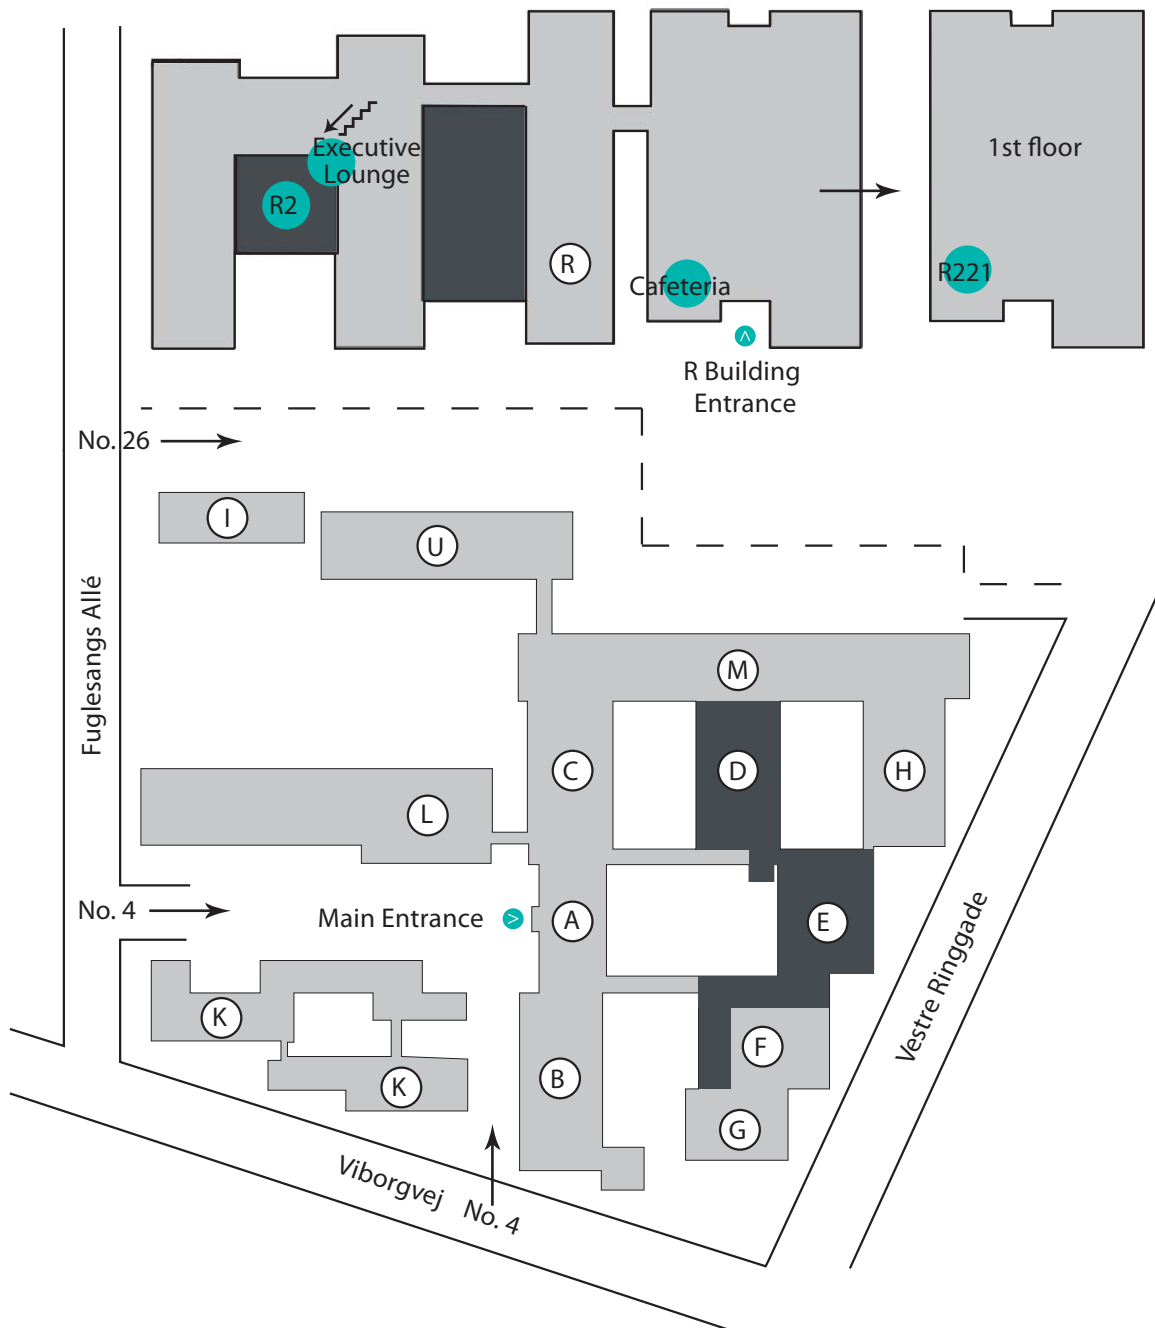 Executive
Lounge
R2
R
Cafeteria
1st floor
R221
>
R Building
Entrance
No. 26
I
U
Fuglesangs Allé
M
C
D
H
L
No. 4
Main Entrance
>
A
E
Vestre Ringgade
K
F
K
B
G
Viborgvej
No. 4